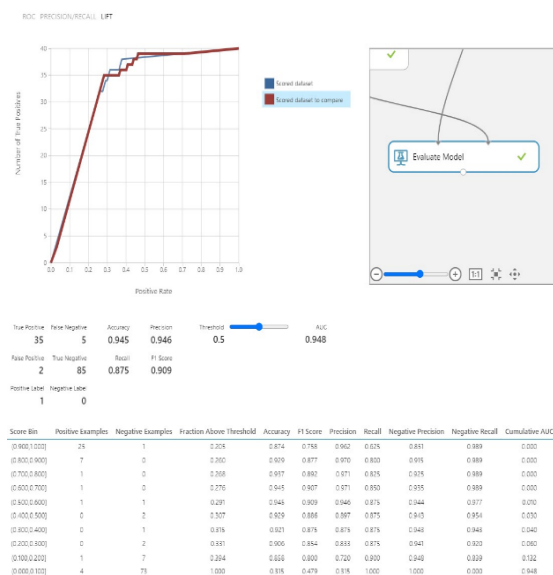 ROC PRECISION/RECALL LIFT
40
35
30
25
20
15
10
5
0
0.0 0.1 0.2 0.3 0.4 0.5 0.6 0.7 0.8 0.9 1.0
Number of True Positives
Positive Rate
Scored dataset
Scored dataset to compare
Evaluate Model
1:1
True Positive False Negative Accuracy Precision Threshold AUC
35 5 0.945 0.946 0.5 0.948
False Positive True Negative Recall F1 Score
2 85 0.875 0.909
Positive Label Negative Label
1 0
Score Bin Positive Examples Negative Examples Fraction Above Threshold Accuracy F1 Score Precision Recall Negative Precision Negative Recall Cumulative AUC
(0.900,1.000] 25 1 0.205 0.874 0.758 0.962 0.625 0.851 0.989 0.000
(0.800,0.900] 7 0 0.260 0.929 0.877 0.970 0.800 0.915 0.989 0.000
(0.700,0.800] 1 0 0.268 0.937 0.892 0.971 0.825 0.925 0.989 0.000
(0.600,0.700] 1 0 0.276 0.945 0.907 0.971 0.850 0.935 0.989 0.000
(0.500,0.600] 1 1 0.291 0.945 0.909 0.946 0.875 0.944 0.977 0.010
(0.400,0.500] 0 2 0.307 0.929 0.886 0.897 0.875 0.943 0.954 0.030
(0.300,0.400] 0 1 0.315 0.921 0.875 0.875 0.875 0.943 0.943 0.040
(0.200,0.300] 0 2 0.331 0.906 0.854 0.833 0.875 0.941 0.920 0.060
(0.100,0.200] 1 7 0.394 0.858 0.800 0.720 0.900 0.948 0.839 0.132
(0.000,0.100] 4 73 1.000 0.315 0.479 0.315 1.000 1.000 0.000 0.948